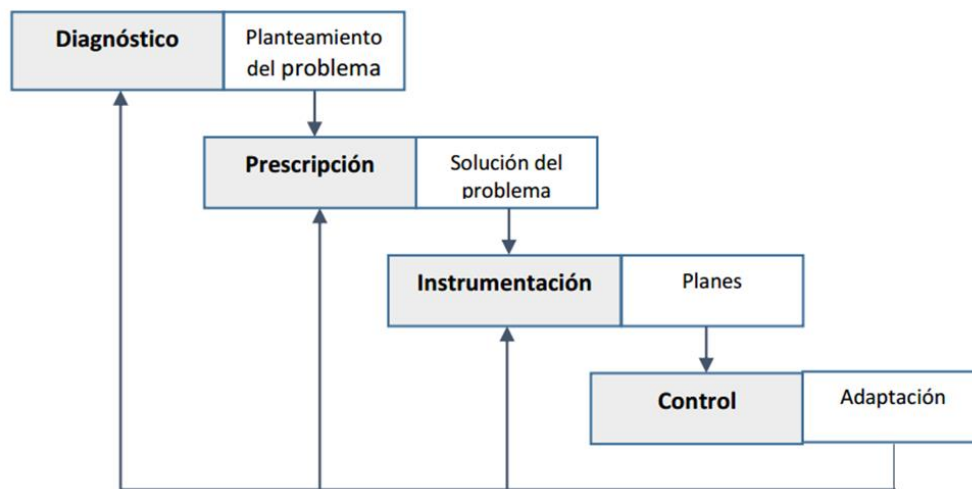 Diagnóstico
Planteamiento
del problema
Prescripción
Solución del
problema
Instrumentación
Planes
Control
Adaptación